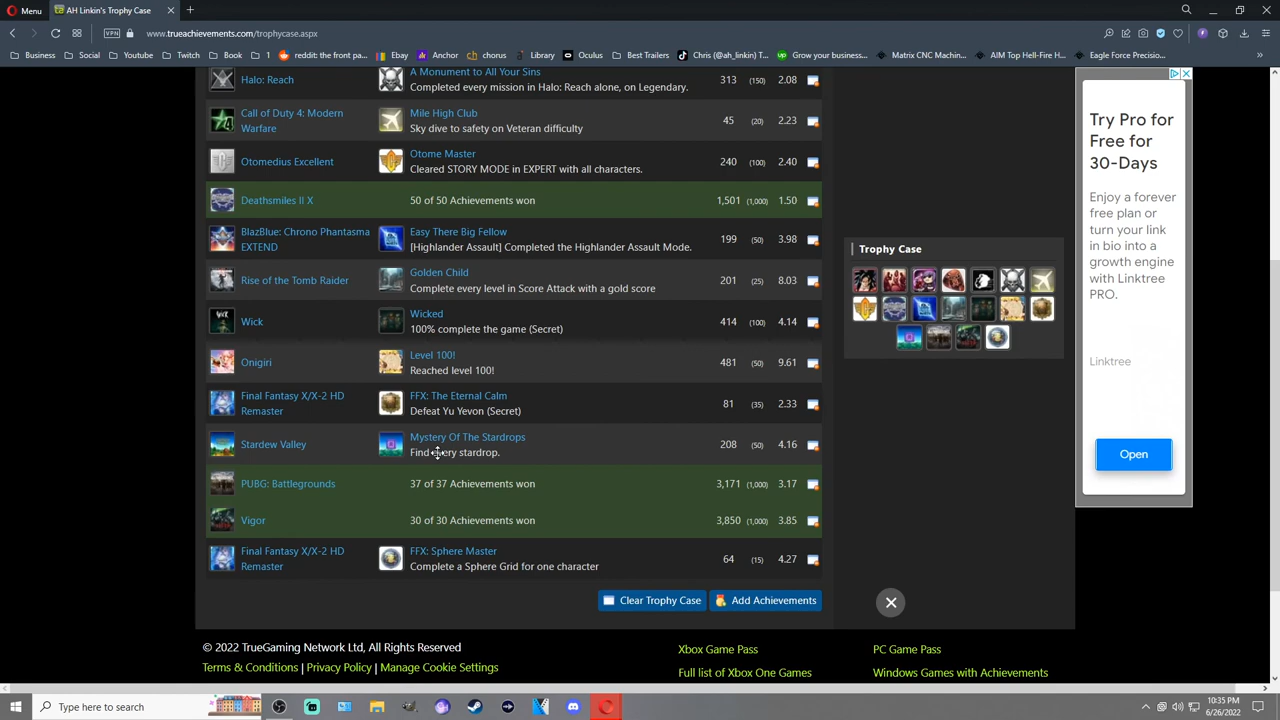 Menu
AH Linkin's Trophy Case
VPN
www.trueachievements.com/trophycase.aspx
Business
Social
Youtube
Twitch
Book
1
reddit: the front pa...
Ebay
Anchor
chorus
Library
Oculus
Best Trailers
Chris (@ah_linkin) T...
Grow your business...
Matrix CNC Machin...
AIM Top Hell-Fire H...
Eagle Force Precisio...
Halo: Reach
A Monument to All Your Sins
Completed every mission in Halo: Reach alone, on Legendary.
313 (150) 2.08
Call of Duty 4: Modern
Warfare
Mile High Club
Sky dive to safety on Veteran difficulty
45 (20) 2.23
Otomedius Excellent
Otome Master
Cleared STORY MODE in EXPERT with all characters.
240 (100) 2.40
Deathsmiles II X
50 of 50 Achievements won
1,501 (1,000) 1.50
BlazBlue: Chrono Phantasma
EXTEND
Easy There Big Fellow
[Highlander Assault] Completed the Highlander Assault Mode.
199 (50) 3.98
Rise of the Tomb Raider
Golden Child
Complete every level in Score Attack with a gold score
201 (25) 8.03
Wick
Wicked
100% complete the game (Secret)
414 (100) 4.14
Onigiri
Level 100!
Reached level 100!
481 (50) 9.61
Final Fantasy X/X-2 HD
Remaster
FFX: The Eternal Calm
Defeat Yu Yevon (Secret)
81 (35) 2.33
Stardew Valley
Mystery Of The Stardrops
Find every stardrop.
208 (50) 4.16
PUBG: Battlegrounds
37 of 37 Achievements won
3,171 (1,000) 3.17
Vigor
30 of 30 Achievements won
3,850 (1,000) 3.85
Final Fantasy X/X-2 HD
Remaster
FFX: Sphere Master
Complete a Sphere Grid for one character
64 (15) 4.27
Clear Trophy Case
Add Achievements
Trophy Case
Try Pro for
Free for
30-Days
Enjoy a forever
free plan or
turn your link
in bio into a
growth engine
with Linktree
PRO.
Linktree
Open
© 2022 TrueGaming Network Ltd, All Rights Reserved
Terms & Conditions | Privacy Policy | Manage Cookie Settings
Xbox Game Pass
Full list of Xbox One Games
PC Game Pass
Windows Games with Achievements
Type here to search
10:35 PM
6/26/2022